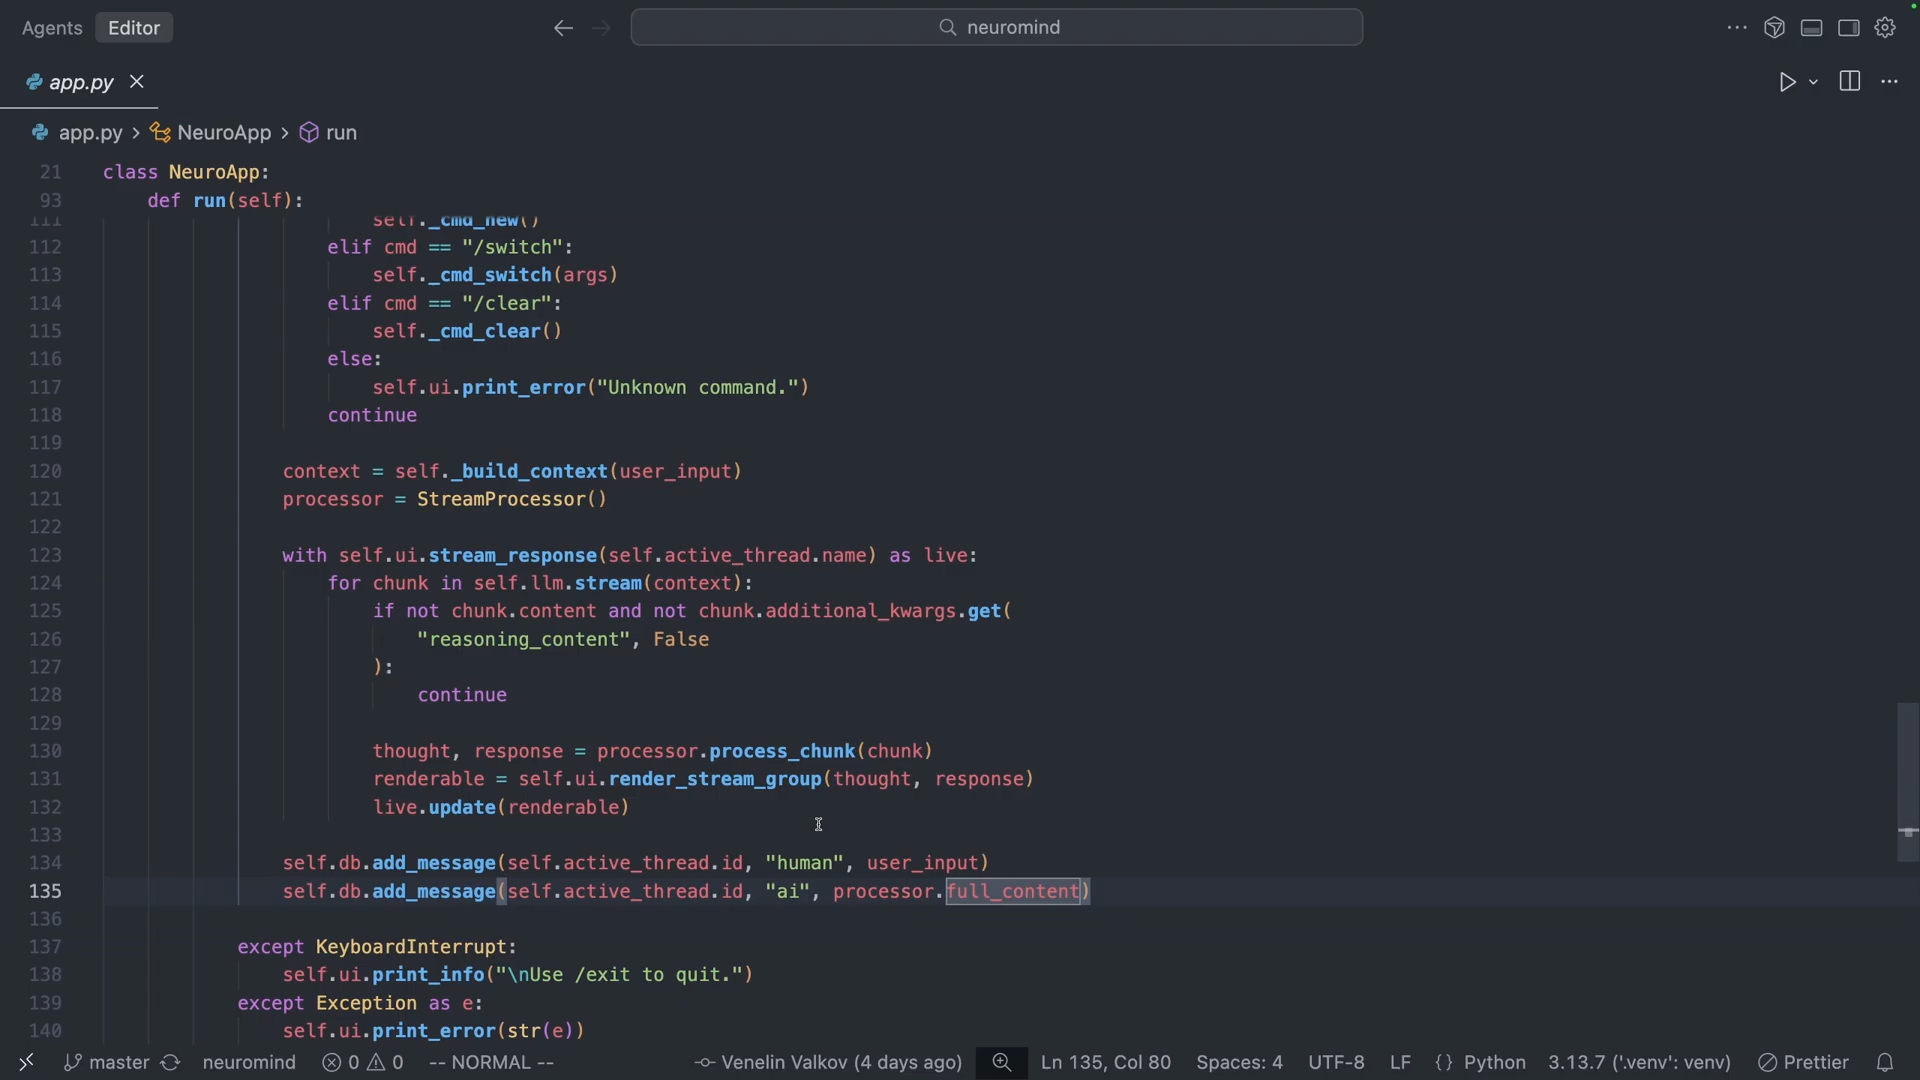 Agents Editor neuromind
app.py
app.py > NeuroApp > run
21 class NeuroApp:
93 def run(self):
111 self._cmd_new()
112 elif cmd == "/switch":
113 self._cmd_switch(args)
114 elif cmd == "/clear":
115 self._cmd_clear()
116 else:
117 self.ui.print_error("Unknown command.")
118 continue
119
120 context = self._build_context(user_input)
121 processor = StreamProcessor()
122
123 with self.ui.stream_response(self.active_thread.name) as live:
124 for chunk in self.llm.stream(context):
125 if not chunk.content and not chunk.additional_kwargs.get(
126 "reasoning_content", False
127 ):
128 continue
129
130 thought, response = processor.process_chunk(chunk)
131 renderable = self.ui.render_stream_group(thought, response)
132 live.update(renderable)
133
134 self.db.add_message(self.active_thread.id, "human", user_input)
135 self.db.add_message(self.active_thread.id, "ai", processor.full_content)
136
137 except KeyboardInterrupt:
138 self.ui.print_info("\nUse /exit to quit.")
139 except Exception as e:
140 self.ui.print_error(str(e))
master neuromind 0 0 -- NORMAL -- Venelin Valkov (4 days ago) Ln 135, Col 80 Spaces: 4 UTF-8 LF {} Python 3.13.7 ('.venv': venv) Prettier